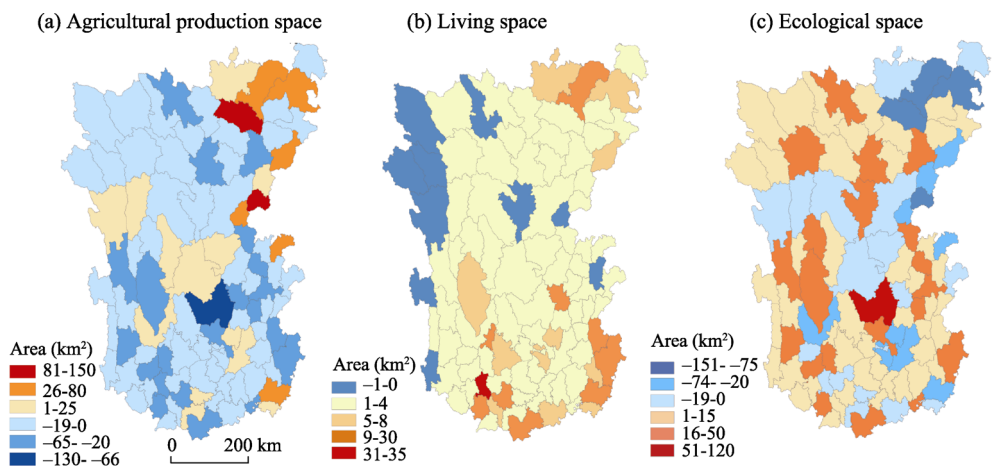 (a) Agricultural production space
(b) Living space
(c) Ecological space
Area (km²)
81-150
26-80
1-25
–19-0
–65- –20
–130- –66
0 200 km
Area (km²)
–1-0
1-4
5-8
9-30
31-35
Area (km²)
–151- –75
–74- –20
–19-0
1-15
16-50
51-120